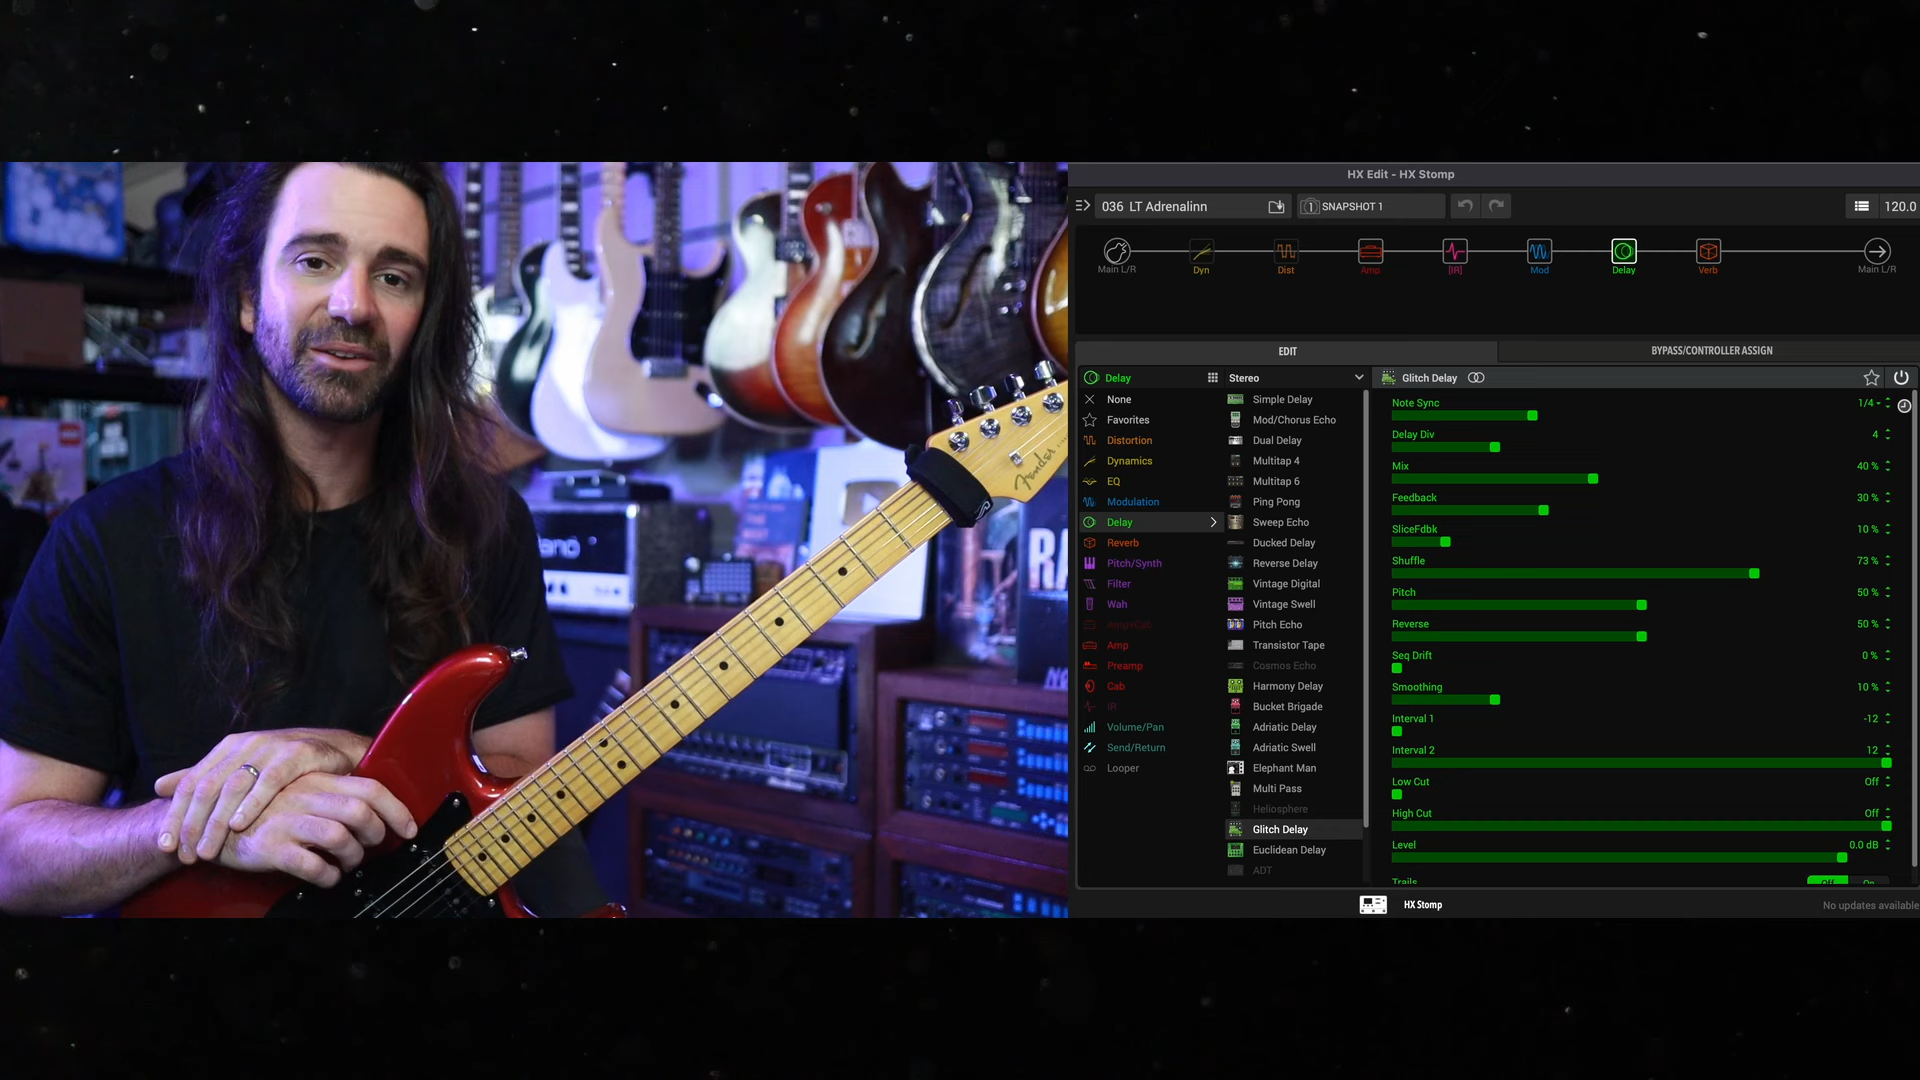 HX Edit - HX Stomp
036 LT Adrenalinn
SNAPSHOT 1
120.0
Main L/R
Dyn
Dist
Amp
[IR]
Mod
Delay
Verb
Main L/R
EDIT
BYPASS/CONTROLLER ASSIGN
Delay
None
Favorites
Distortion
Dynamics
EQ
Modulation
Delay
Reverb
Pitch/Synth
Filter
Wah
Amp+Cab
Amp
Preamp
Cab
IR
Volume/Pan
Send/Return
Looper
Stereo
Simple Delay
Mod/Chorus Echo
Dual Delay
Multitap 4
Multitap 6
Ping Pong
Sweep Echo
Ducked Delay
Reverse Delay
Vintage Digital
Vintage Swell
Pitch Echo
Transistor Tape
Cosmos Echo
Harmony Delay
Bucket Brigade
Adriatic Delay
Adriatic Swell
Elephant Man
Multi Pass
Heliosphere
Glitch Delay
Euclidean Delay
ADT
Glitch Delay
Note Sync 1/4
Delay Div 4
Mix 40 %
Feedback 30 %
SliceFdbk 10 %
Shuffle 73 %
Pitch 50 %
Reverse 50 %
Seq Drift 0 %
Smoothing 10 %
Interval 1 -12
Interval 2 12
Low Cut Off
High Cut Off
Level 0.0 dB
Trails Off On
HX Stomp
No updates available
Fender